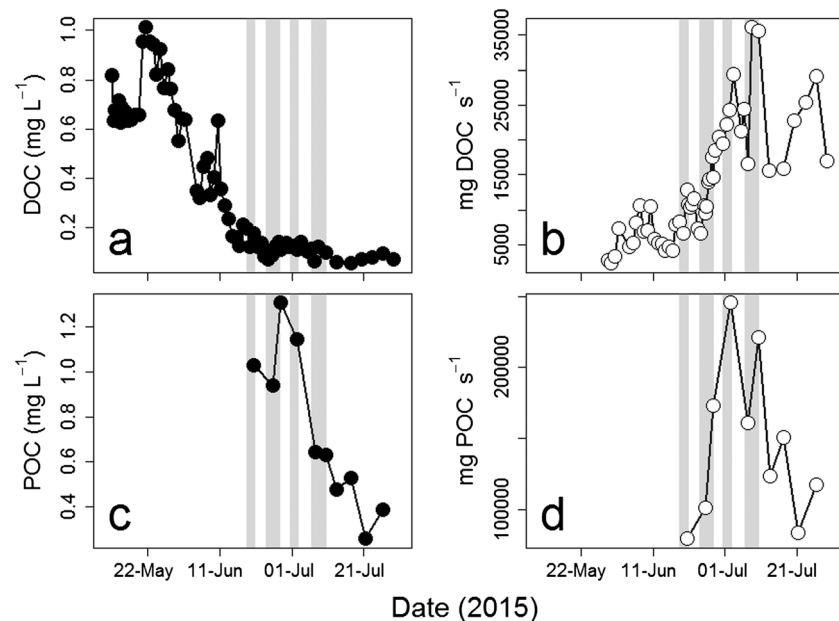 DOC (mg L⁻¹)
1.0
0.8
0.6
0.4
0.2
a
mg DOC s⁻¹
35000
25000
15000
5000
b
POC (mg L⁻¹)
1.2
1.0
0.8
0.6
0.4
c
22-May 11-Jun 01-Jul 21-Jul
mg POC s⁻¹
200000
100000
d
22-May 11-Jun 01-Jul 21-Jul
Date (2015)